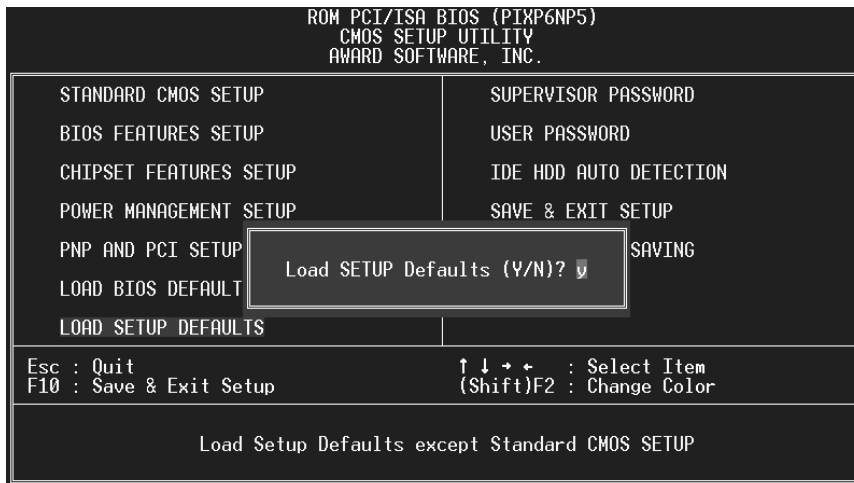 ROM PCI/ISA BIOS (PIXP6NP5)
CMOS SETUP UTILITY
AWARD SOFTWARE, INC.
STANDARD CMOS SETUP
BIOS FEATURES SETUP
CHIPSET FEATURES SETUP
POWER MANAGEMENT SETUP
PNP AND PCI SETUP
LOAD BIOS DEFAULT
LOAD SETUP DEFAULTS
SUPERVISOR PASSWORD
USER PASSWORD
IDE HDD AUTO DETECTION
SAVE & EXIT SETUP
SAVING
Load SETUP Defaults (Y/N)? y
Esc : Quit
F10 : Save & Exit Setup
↑ ↓ → ← : Select Item
(Shift)F2 : Change Color
Load Setup Defaults except Standard CMOS SETUP